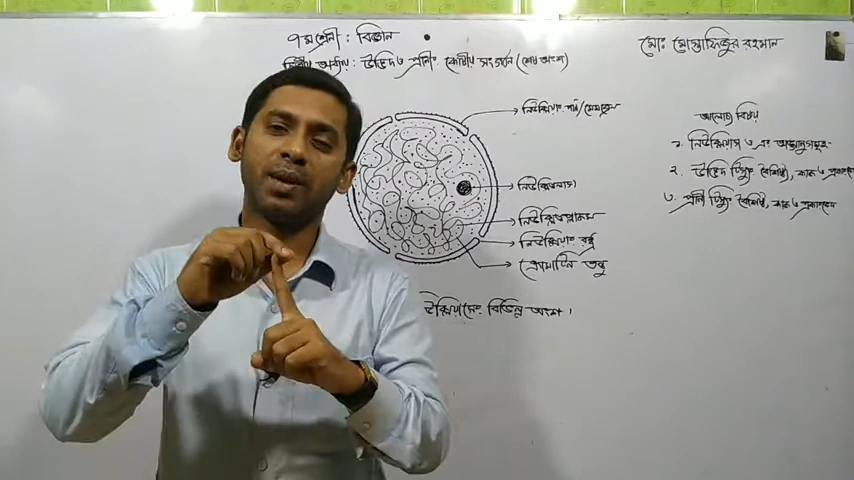 ৭ম শ্রেণী : বিজ্ঞান
দ্বিতীয় অধ্যায় : উদ্ভিদ ও প্রাণীর কোষীয় সংগঠন (শেষ অংশ)
মোঃ মোস্তাফিজুর রহমান
নিউক্লিয়ার পর্দা/মেমব্রেন
নিউক্লিওলাস
নিউক্লিওপ্লাজম
নিউক্লিয়ার রন্ধ্র
ক্রোমাটিন তন্তু
নিউক্লিয়াসের বিভিন্ন অংশ ।
আলোচ্য বিষয়
১. নিউক্লিয়াস ও এর অঙ্গাণুসমূহ
২. উদ্ভিদ টিস্যুর বৈশিষ্ট্য, কাজ ও প্রকারভেদ
৩. প্রাণী টিস্যুর বৈশিষ্ট্য, কাজ ও প্রকারভেদ